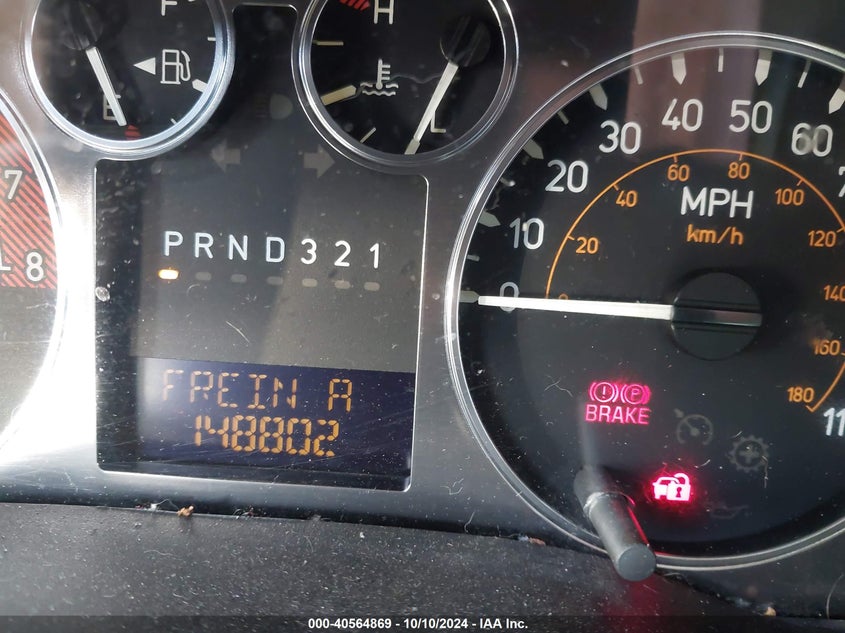 F
E
H
L
7
8
PRND321
FREIN A
148802
0 10 20 30 40 50 60
0 20 40 60 80 100 120 140 160 180
MPH
km/h
BRAKE
000-40564869 - 10/10/2024 - IAA Inc.